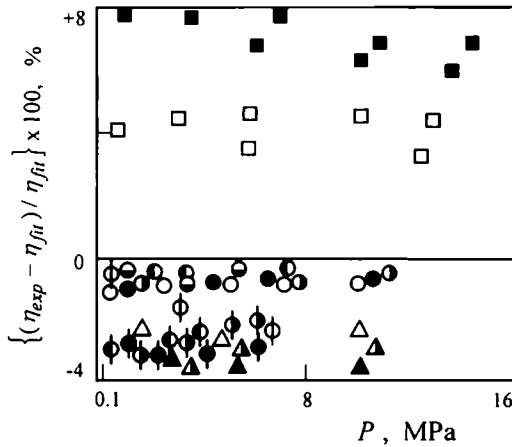 +8
{(η_exp − η_fit) / η_fit} x 100, %
0
-4
0.1 8 16
P , MPa